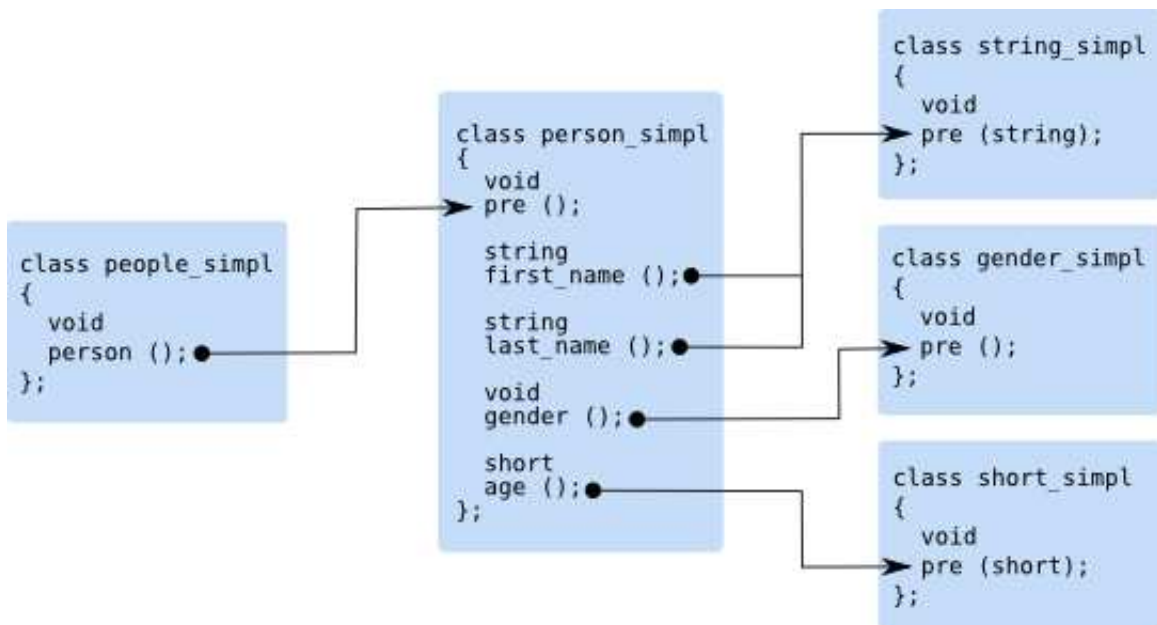 class people_simpl
{
void
person ();
};
class person_simpl
{
void
pre ();
string
first_name ();
string
last_name ();
void
gender ();
short
age ();
};
class string_simpl
{
void
pre (string);
};
class gender_simpl
{
void
pre ();
};
class short_simpl
{
void
pre (short);
};